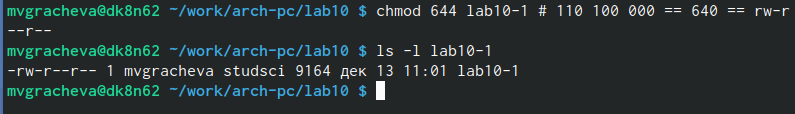 mvgracheva@dk8n62 ~/work/arch-pc/lab10 $ chmod 644 lab10-1 # 110 100 000 == 640 == rw-r
--r--
mvgracheva@dk8n62 ~/work/arch-pc/lab10 $ ls -l lab10-1
-rw-r--r-- 1 mvgracheva studsci 9164 дек 13 11:01 lab10-1
mvgracheva@dk8n62 ~/work/arch-pc/lab10 $